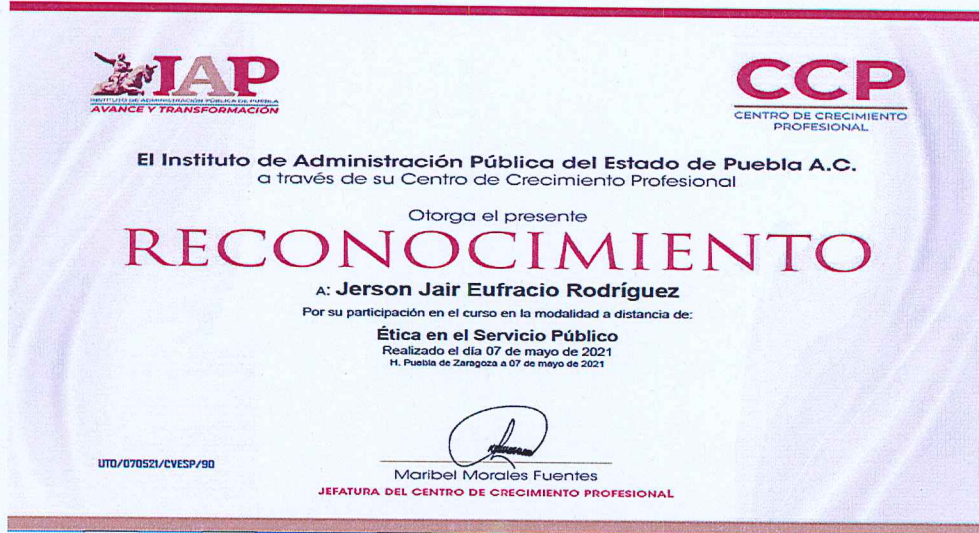 IAP
INSTITUTO DE ADMINISTRACIÓN PÚBLICA DE PUEBLA
AVANCE Y TRANSFORMACIÓN
CCP
CENTRO DE CRECIMIENTO
PROFESIONAL
El Instituto de Administración Pública del Estado de Puebla A.C.
a través de su Centro de Crecimiento Profesional
Otorga el presente
RECONOCIMIENTO
A: Jerson Jair Eufracio Rodríguez
Por su participación en el curso en la modalidad a distancia de:
Ética en el Servicio Público
Realizado el día 07 de mayo de 2021
H. Puebla de Zaragoza a 07 de mayo de 2021
UTO/070521/CVESP/90
Maribel Morales Fuentes
JEFATURA DEL CENTRO DE CRECIMIENTO PROFESIONAL